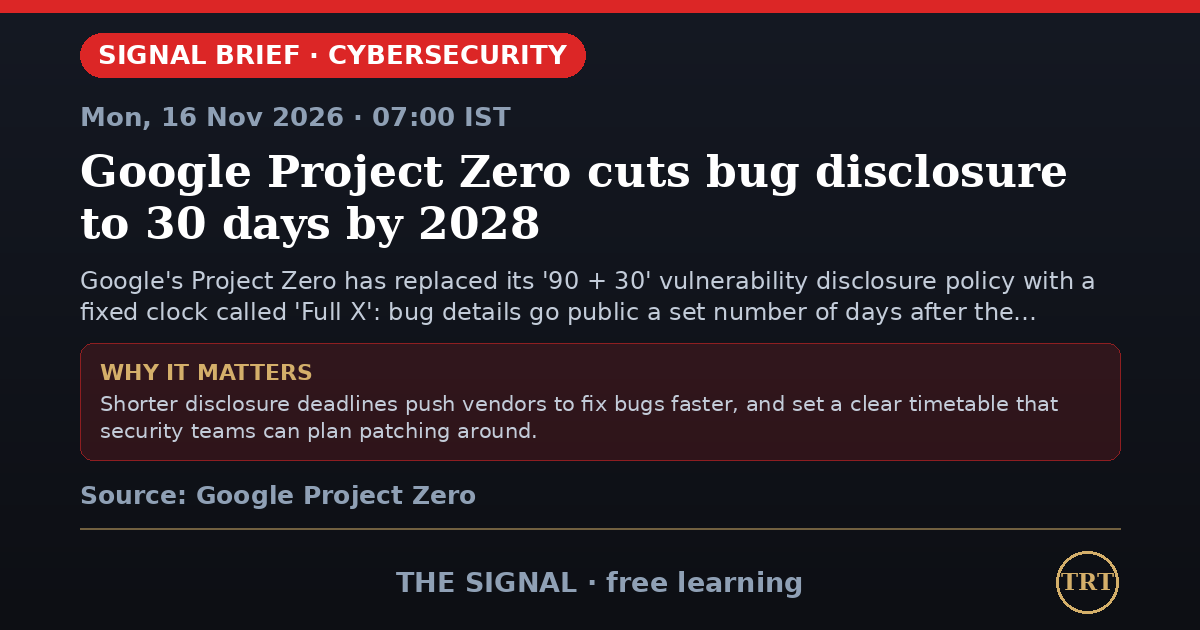 SIGNAL BRIEF · CYBERSECURITY
Mon, 16 Nov 2026 · 07:00 IST
Google Project Zero cuts bug disclosure
to 30 days by 2028
Google's Project Zero has replaced its '90 + 30' vulnerability disclosure policy with a
fixed clock called 'Full X': bug details go public a set number of days after the…
WHY IT MATTERS
Shorter disclosure deadlines push vendors to fix bugs faster, and set a clear timetable that
security teams can plan patching around.
Source: Google Project Zero
THE SIGNAL · free learning
TRT